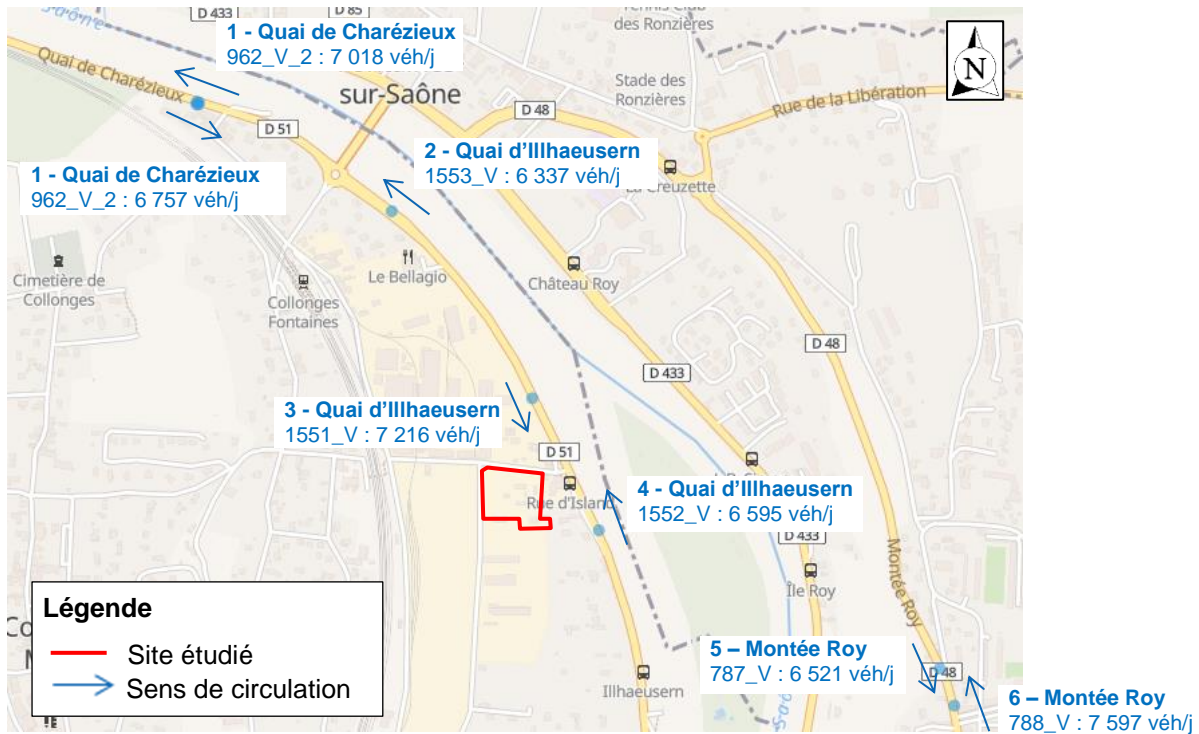 D 433
D 85
Tennis Club
des Ronzières
Saône
1 - Quai de Charézieux
962_V_2 : 7 018 véh/j
N
Quai de Charézieux
sur-Saône
Stade des
Ronzières
Rue de la Libération
D 48
D 51
2 - Quai d'Illlhaeusern
1553_V : 6 337 véh/j
1 - Quai de Charézieux
962_V_2 : 6 757 véh/j
La Creuzette
Cimetière de
Collonges
Le Bellagio
Château Roy
Collonges
Fontaines
D 48
D 433
3 - Quai d'Illlhaeusern
1551_V : 7 216 véh/j
D 51
Rue d'Island
4 - Quai d'Illlhaeusern
1552_V : 6 595 véh/j
D 433
Montée Roy
Île Roy
Légende
Site étudié
Sens de circulation
5 – Montée Roy
787_V : 6 521 véh/j
D 48
Illhaeusern
6 – Montée Roy
788_V : 7 597 véh/j